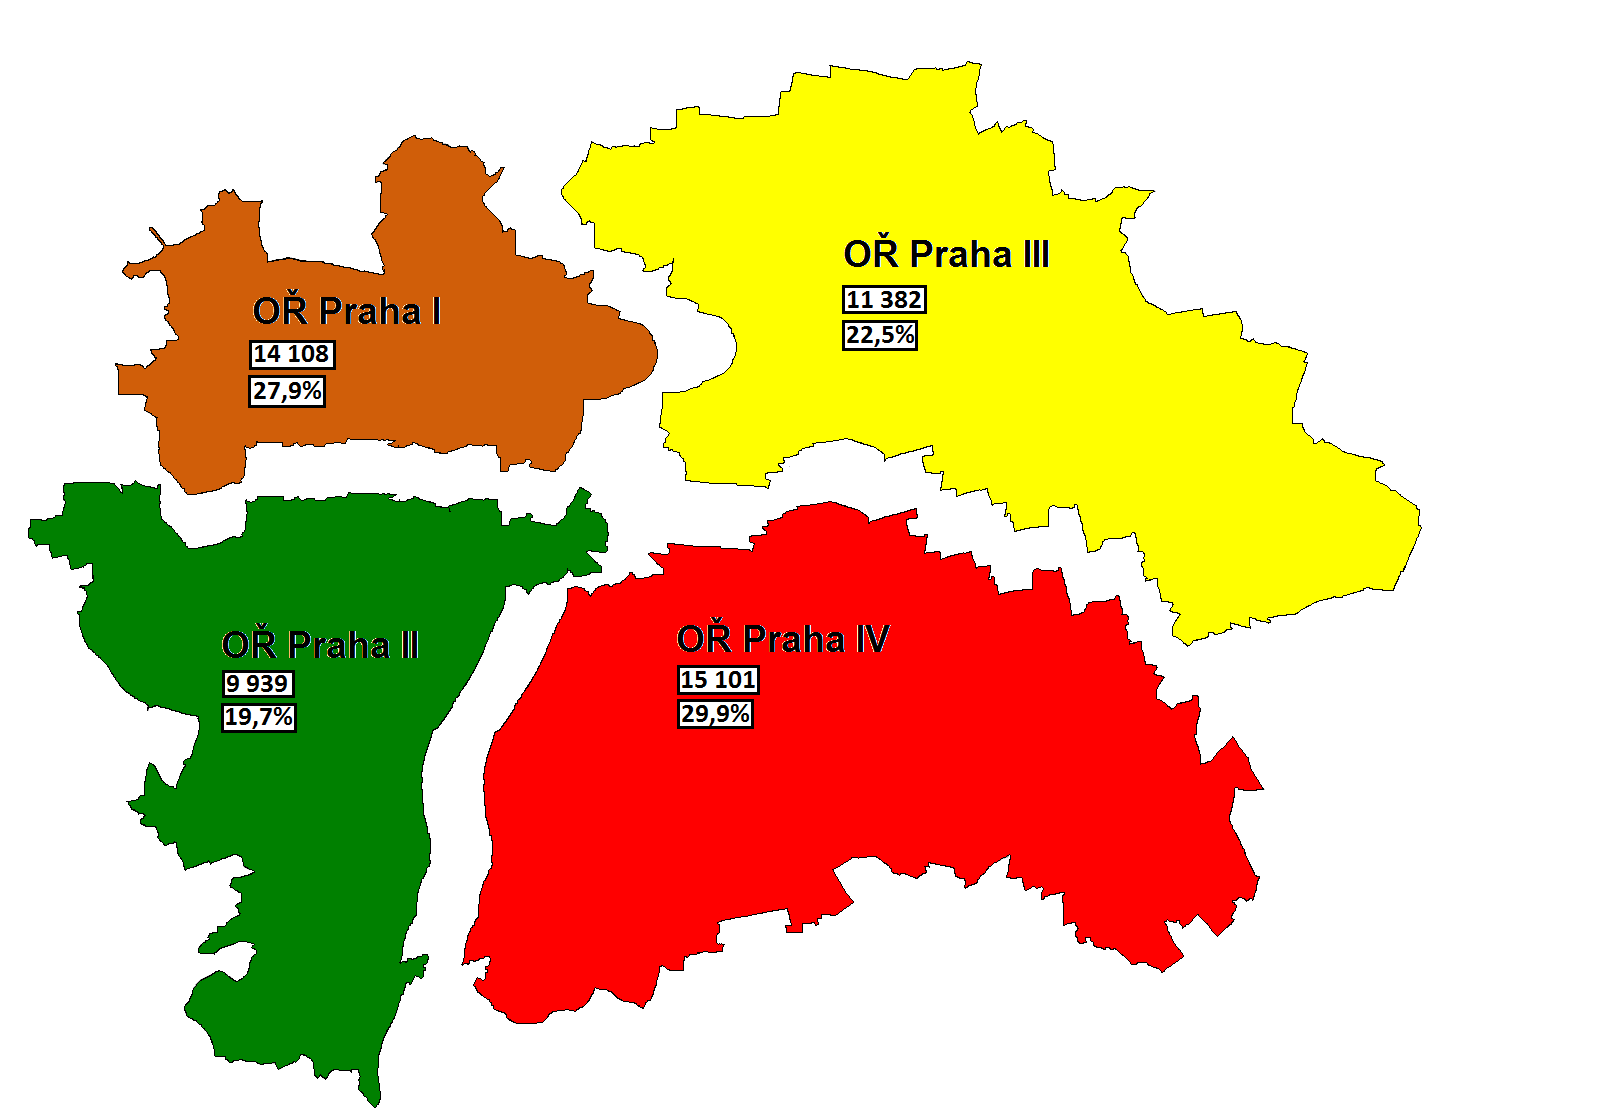 OŘ Praha I
14 108
27,9%
OŘ Praha III
11 382
22,5%
OŘ Praha II
9 939
19,7%
OŘ Praha IV
15 101
29,9%